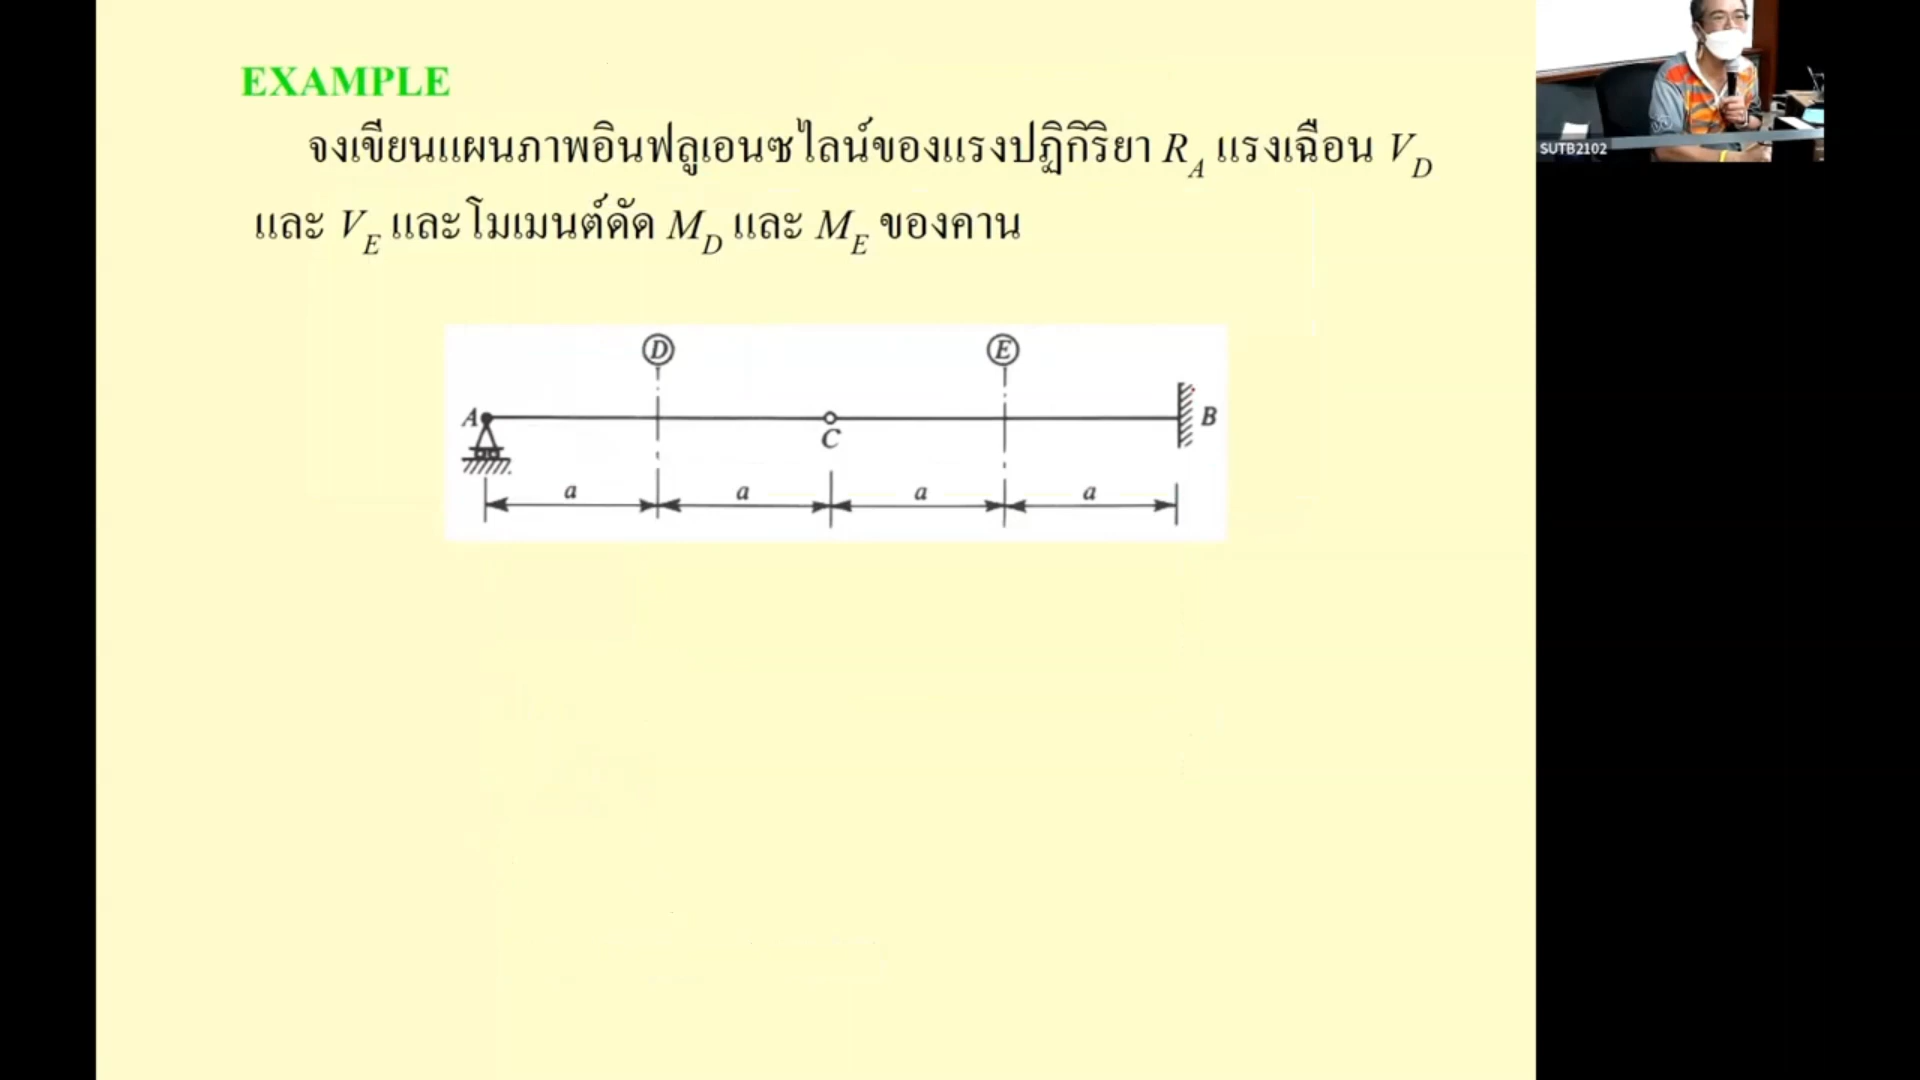 EXAMPLE
จงเขียนแผนภาพอินฟลูเอนซไลน์ของแรงปฏิกิริยา R_A แรงเฉือน V_D
และ V_E และโมเมนต์ดัด M_D และ M_E ของคาน
D E
A C B
a a a a
SUTB2102